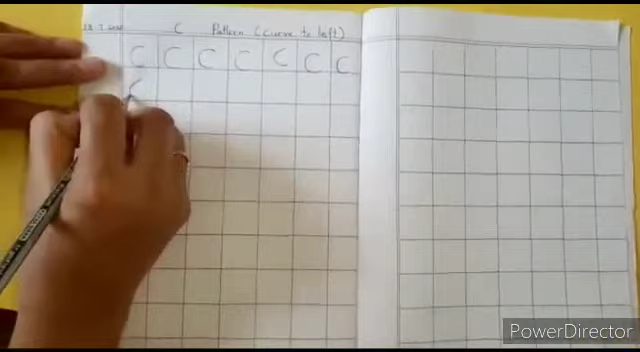 C Pattern (curve to left)
C C C C C C C
C
PowerDirector